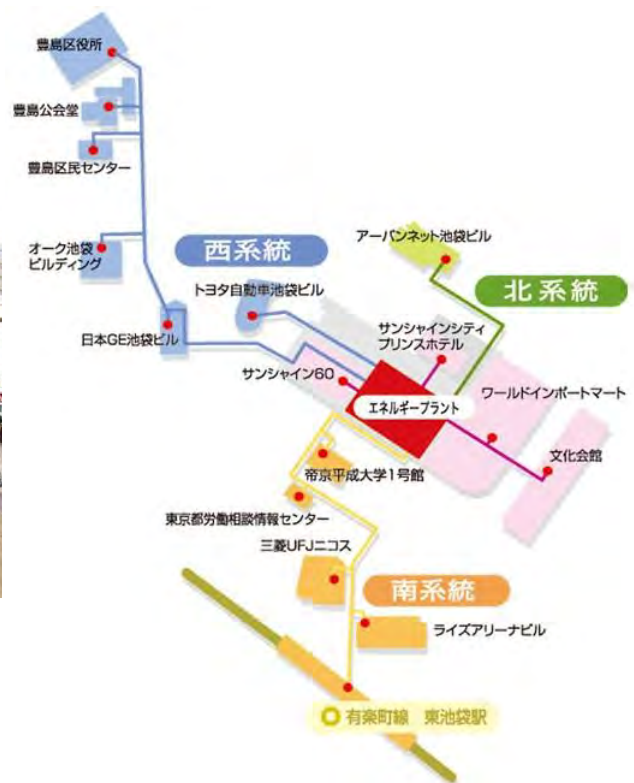 豊島区役所
豊島公会堂
豊島区民センター
オーク池袋
ビルディング
西系統
アーバンネット池袋ビル
北系統
トヨタ自動車池袋ビル
日本GE池袋ビル
サンシャインシティ
プリンスホテル
サンシャイン60
ワールドインポートマート
エネルギープラント
文化会館
帝京平成大学1号館
東京都労働相談情報センター
三菱UFJニコス
南系統
ライズアリーナビル
有楽町線 東池袋駅